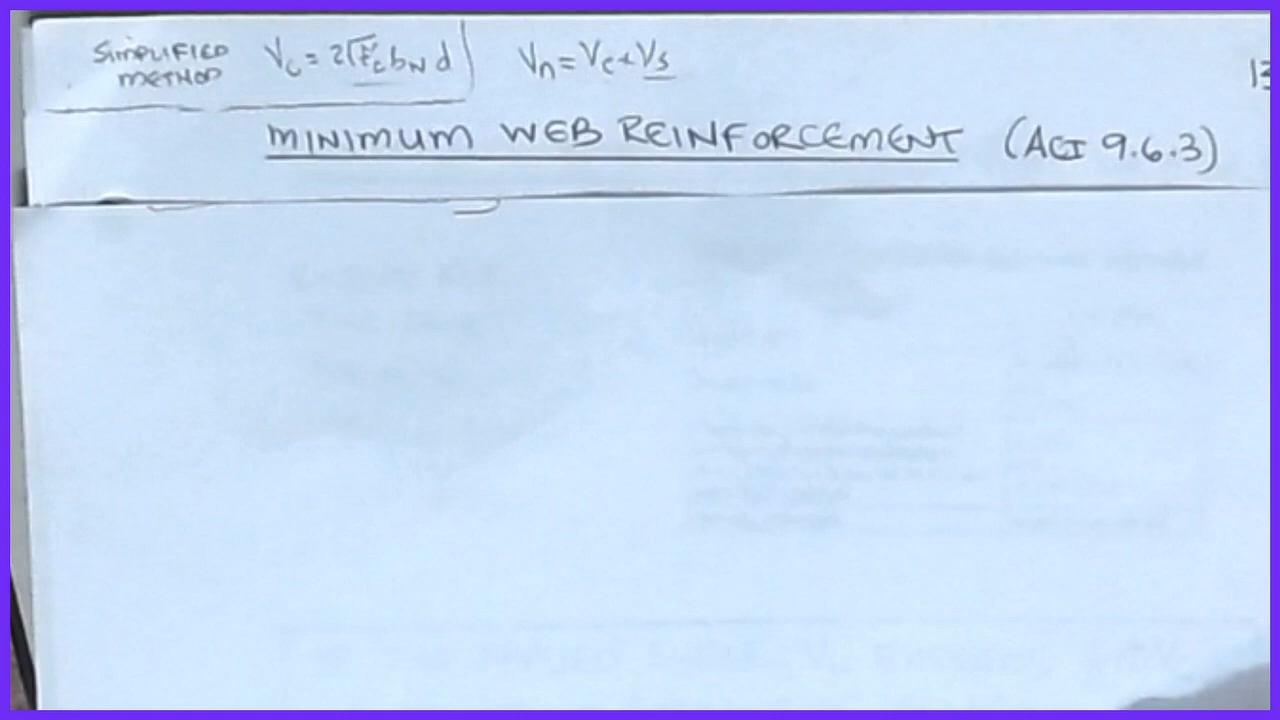 SIMPLIFIED METHOD Vc = 2√f'c bw d Vn = Vc + Vs
13
MINIMUM WEB REINFORCEMENT (ACI 9.6.3)